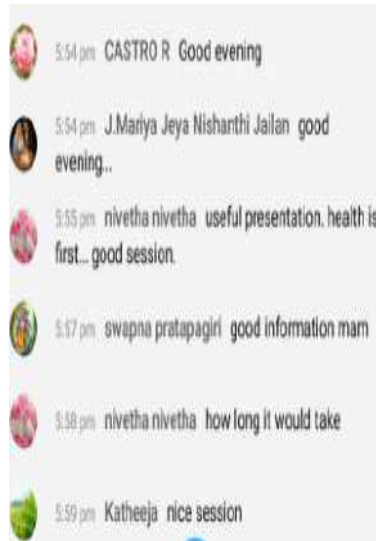 5:54 pm CASTRO R Good evening
5:54 pm J.Mariya Jeya Nishanthi Jailan good
evening...
5:55 pm nivetha nivetha useful presentation. health is
first... good session.
5:57 pm swapna pratapagiri good information mam
5:58 pm nivetha nivetha how long it would take
5:59 pm Katheeja nice session